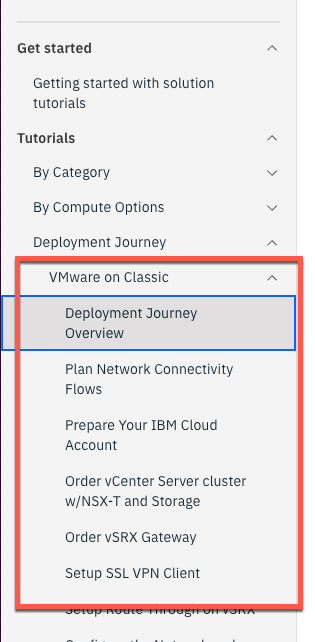 Get started
Getting started with solution
tutorials
Tutorials
By Category
By Compute Options
Deployment Journey
VMware on Classic
Deployment Journey
Overview
Plan Network Connectivity
Flows
Prepare Your IBM Cloud
Account
Order vCenter Server cluster
w/NSX-T and Storage
Order vSRX Gateway
Setup SSL VPN Client
Setup Route Through on vSRX